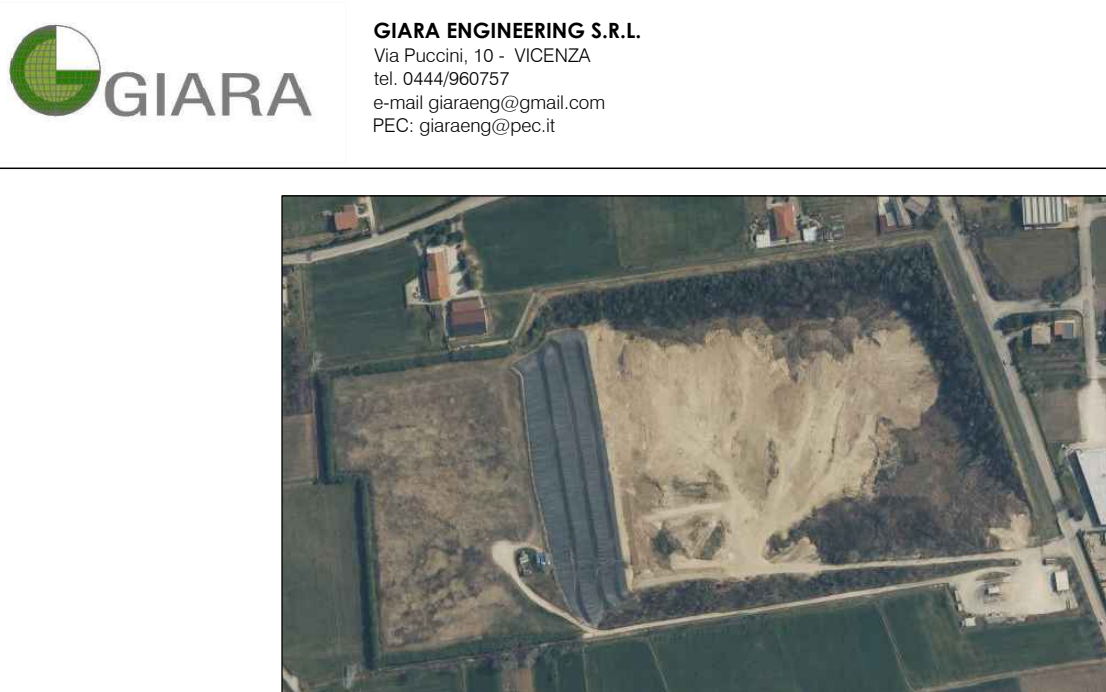 GIARA
GIARA ENGINEERING S.R.L.
Via Puccini, 10 - VICENZA
tel. 0444/960757
e-mail giaraeng@gmail.com
PEC: giaraeng@pec.it